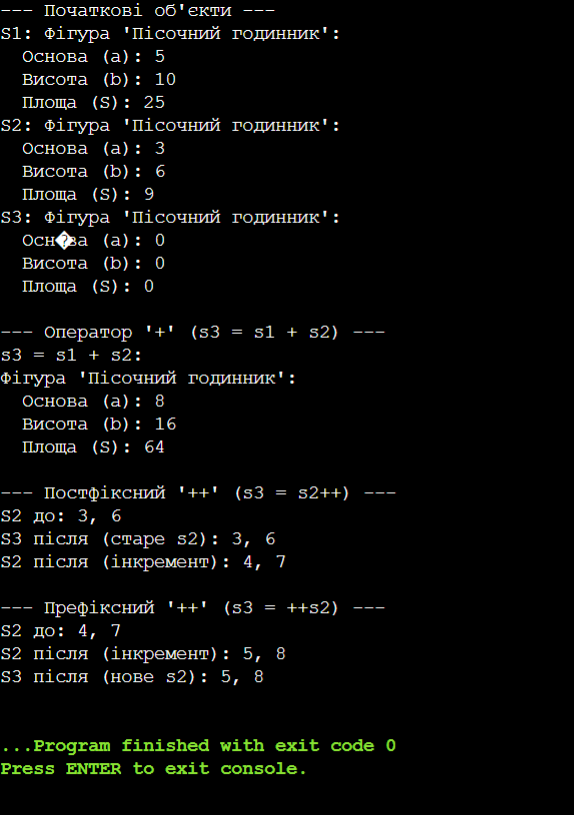 --- Початкові об'єкти ---
S1: Фігура 'Пісочний годинник':
  Основа (a): 5
  Висота (b): 10
  Площа (S): 25
S2: Фігура 'Пісочний годинник':
  Основа (a): 3
  Висота (b): 6
  Площа (S): 9
S3: Фігура 'Пісочний годинник':
  Осн�ва (a): 0
  Висота (b): 0
  Площа (S): 0

--- Оператор '+' (s3 = s1 + s2) ---
s3 = s1 + s2:
Фігура 'Пісочний годинник':
  Основа (a): 8
  Висота (b): 16
  Площа (S): 64

--- Постфіксний '++' (s3 = s2++) ---
S2 до: 3, 6
S3 після (старе s2): 3, 6
S2 після (інкремент): 4, 7

--- Префіксний '++' (s3 = ++s2) ---
S2 до: 4, 7
S2 після (інкремент): 5, 8
S3 після (нове s2): 5, 8

...Program finished with exit code 0
Press ENTER to exit console.